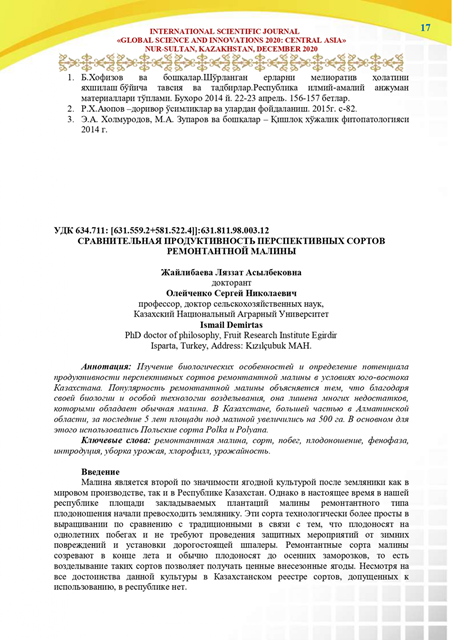 17
INTERNATIONAL SCIENTIFIC JOURNAL
«GLOBAL SCIENCE AND INNOVATIONS 2020: CENTRAL ASIA»
NUR-SULTAN, KAZAKHSTAN, DECEMBER 2020
1. Б.Хофизов ва бошқалар.Шўрланган ерларни мелиоратив ҳолатини
яхшилаш бўйича тавсия ва тадбирлар.Республика илмий-амалий анжуман
материаллари тўплами. Бухоро 2014 й. 22-23 апрель. 156-157 бетлар.
2. Р.Х.Аюпов –доривор ўсимликлар ва улардан фойдаланиш. 2015г. с-82.
3. Э.А. Холмуродов, М.А. Зупаров ва бошқалар – Қишлоқ хўжалик фитопатологияси
2014 г.
УДК 634.711: [631.559.2+581.522.4]]:631.811.98.003.12
СРАВНИТЕЛЬНАЯ ПРОДУКТИВНОСТЬ ПЕРСПЕКТИВНЫХ СОРТОВ
РЕМОНТАНТНОЙ МАЛИНЫ
Жайлибаева Ляззат Асылбековна
докторант
Олейченко Сергей Николаевич
профессор, доктор сельскохозяйственных наук,
Казахский Национальный Аграрный Университет
Ismail Demirtas
PhD doctor of philosophy, Fruit Research Institute Egirdir
Isparta, Turkey, Address: Kızılçubuk MAH.
Аннотация: Изучение биологических особенностей и определение потенциала
продуктивности перспективных сортов ремонтантной малины в условиях юго-востока
Казахстана. Популярность ремонтантной малины объясняется тем, что благодаря
своей биологии и особой технологии возделывания, она лишена многих недостатков,
которыми обладает обычная малина. В Казахстане, большей частью в Алматинской
области, за последние 5 лет площади под малиной увеличились на 500 га. В основном для
этого использовались Польские сорта Polka и Polyana.
Ключевые слова: ремонтантная малина, сорт, побег, плодоношение, фенофаза,
интродукция, уборка урожая, хлорофилл, урожайность.
Введение
Малина является второй по значимости ягодной культурой после земляники как в
мировом производстве, так и в Республике Казахстан. Однако в настоящее время в нашей
республике площади закладываемых плантаций малины ремонтантного типа
плодоношения начали превосходить землянику. Эти сорта технологически более просты в
выращивании по сравнению с традиционными в связи с тем, что плодоносят на
однолетних побегах и не требуют проведения защитных мероприятий от зимних
повреждений и установки дорогостоящей шпалеры. Ремонтантные сорта малины
созревают в конце лета и обычно плодоносят до осенних заморозков, то есть
возделывание таких сортов позволяет получать ценные внесезонные ягоды. Несмотря на
все достоинства данной культуры в Казахстанском реестре сортов, допущенных к
использованию, в республике нет.